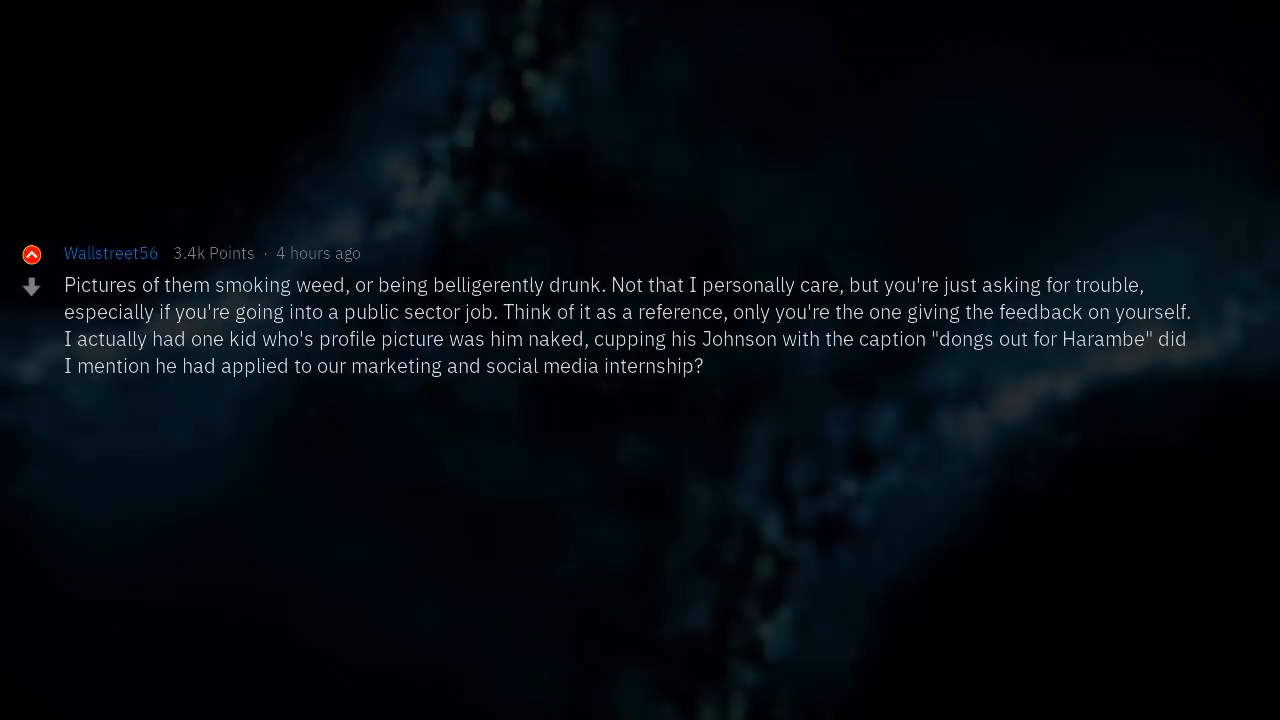 Wallstreet56 3.4k Points · 4 hours ago
Pictures of them smoking weed, or being belligerently drunk. Not that I personally care, but you're just asking for trouble,
especially if you're going into a public sector job. Think of it as a reference, only you're the one giving the feedback on yourself.
I actually had one kid who's profile picture was him naked, cupping his Johnson with the caption "dongs out for Harambe" did
I mention he had applied to our marketing and social media internship?